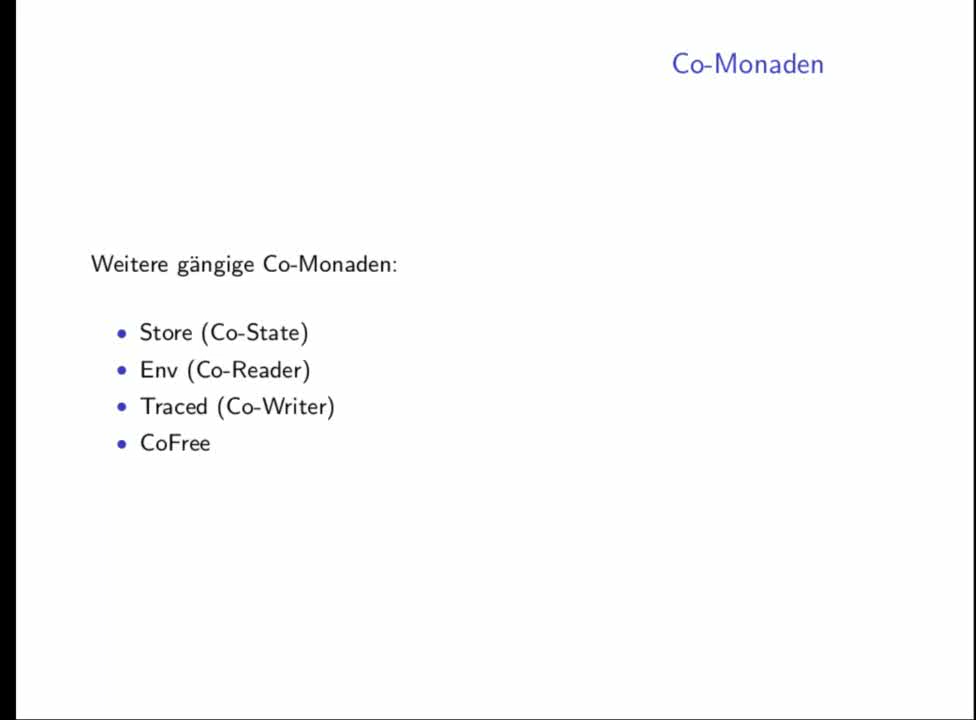 Co-Monaden
Weitere gängige Co-Monaden:
• Store (Co-State)
• Env (Co-Reader)
• Traced (Co-Writer)
• CoFree